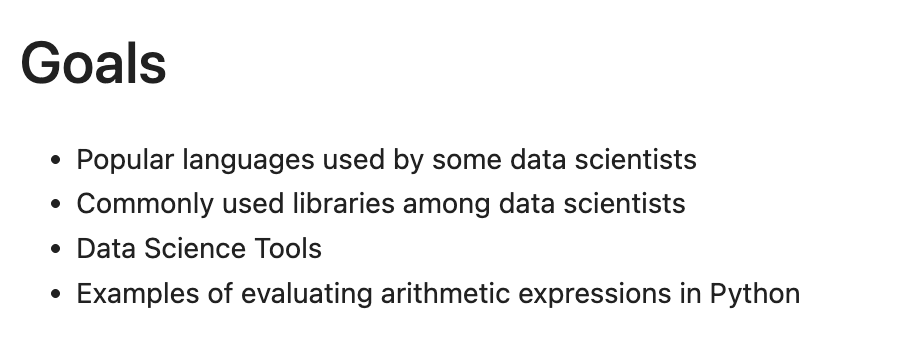 Goals
• Popular languages used by some data scientists
• Commonly used libraries among data scientists
• Data Science Tools
• Examples of evaluating arithmetic expressions in Python